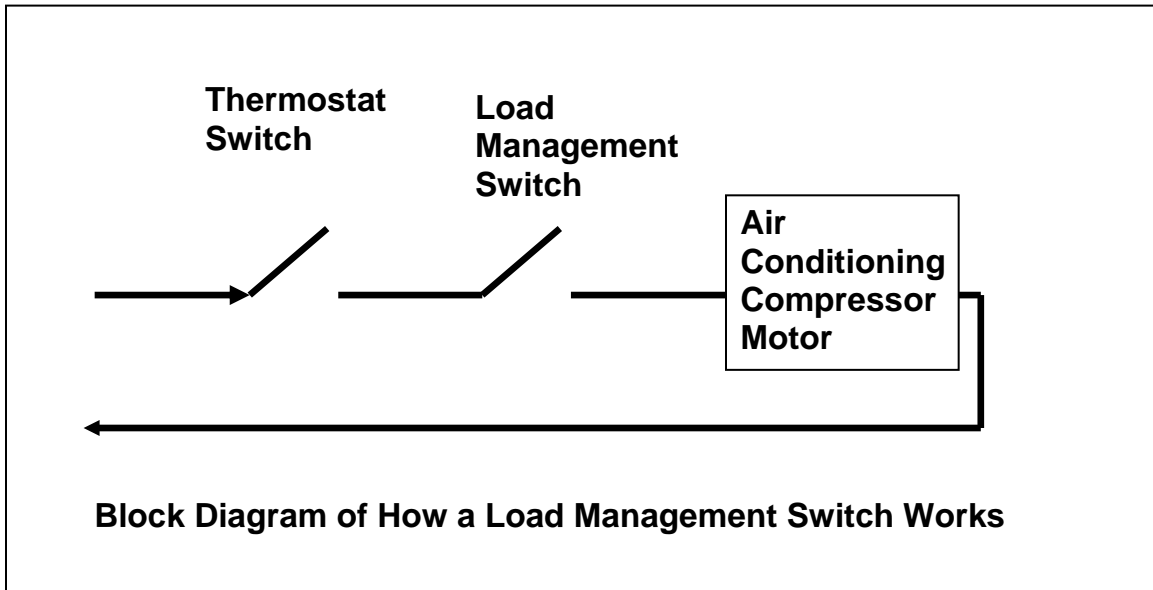 Thermostat
Switch
Load
Management
Switch
Air
Conditioning
Compressor
Motor
Block Diagram of How a Load Management Switch Works